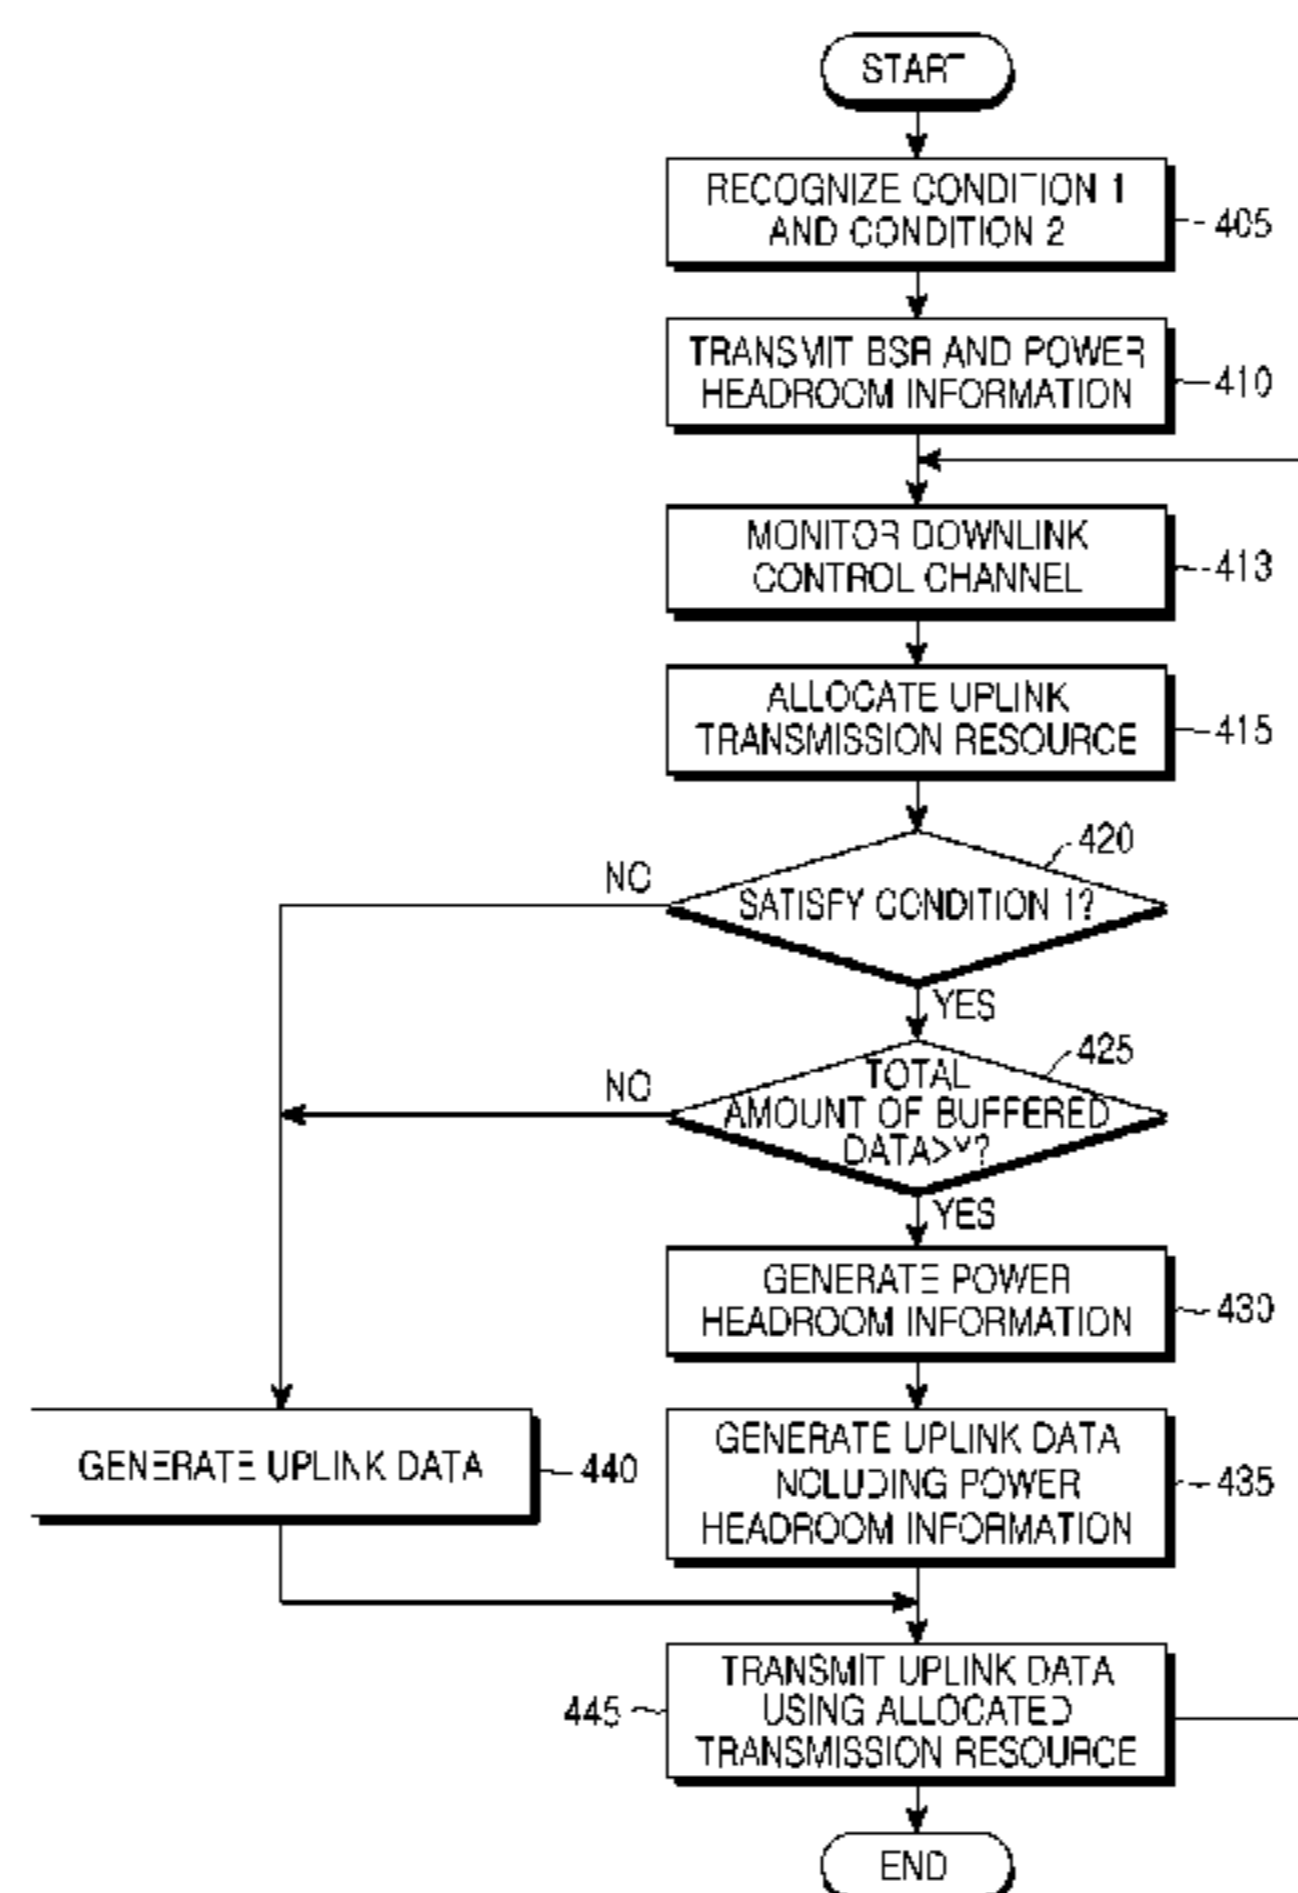 START
RECOGNIZE CONDITION 1
AND CONDITION 2
405
TRANSMIT BSR AND POWER
HEADROOM INFORMATION
410
MONITOR DOWNLINK
CONTROL CHANNEL
413
ALLOCATE UPLINK
TRANSMISSION RESOURCE
415
420
NO
SATISFY CONDITION 1?
YES
425
NO
TOTAL
AMOUNT OF BUFFERED
DATA>Y?
YES
GENERATE POWER
HEADROOM INFORMATION
430
GENERATE UPLINK DATA
440
GENERATE UPLINK DATA
INCLUDING POWER
HEADROOM INFORMATION
435
TRANSMIT UPLINK DATA
USING ALLOCATED
TRANSMISSION RESOURCE
445
END